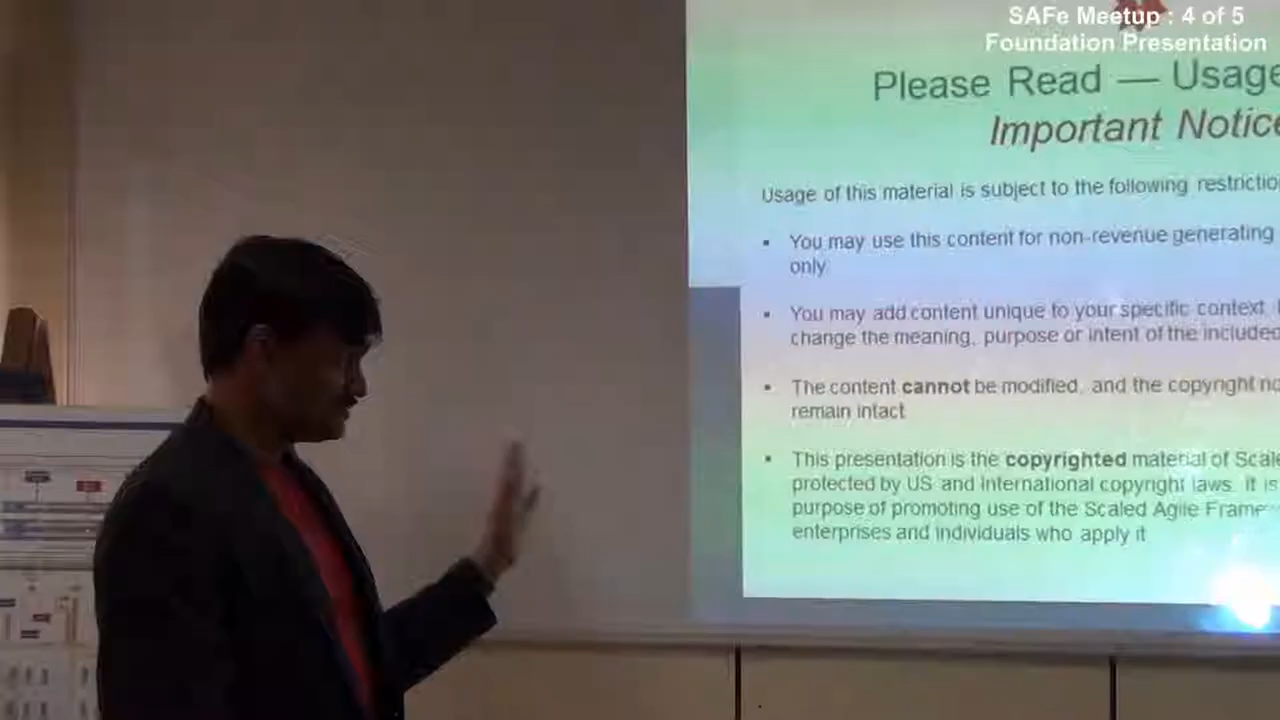 SAFe Meetup : 4 of 5
Foundation Presentation
Please Read — Usage
Important Notice
Usage of this material is subject to the following restrictio
▪ You may use this content for non-revenue generating
only
▪ You may add content unique to your specific context.
change the meaning, purpose or intent of the included
▪ The content cannot be modified, and the copyright no
remain intact
▪ This presentation is the copyrighted material of Scale
protected by US and International copyright laws. It is
purpose of promoting use of the Scaled Agile Frame
enterprises and individuals who apply it